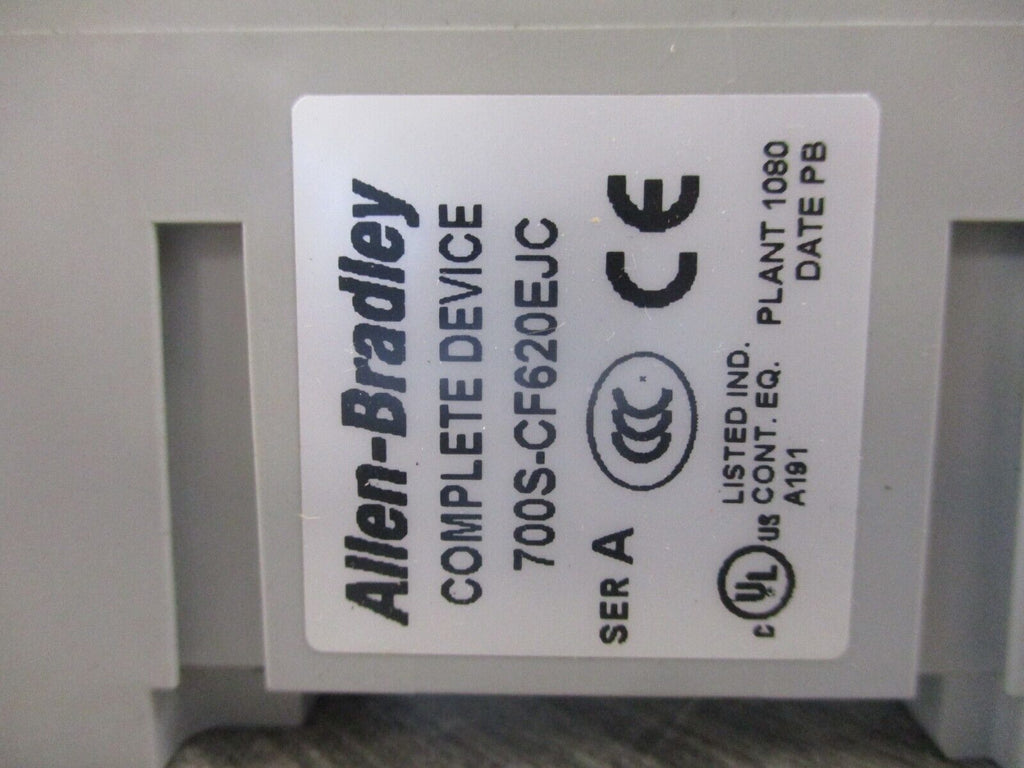 Allen-Bradley
COMPLETE DEVICE
700S-CF620EJC
SER A CCC CE
C UL US LISTED IND.
CONT. EQ. PLANT 1080
A191 DATE PB